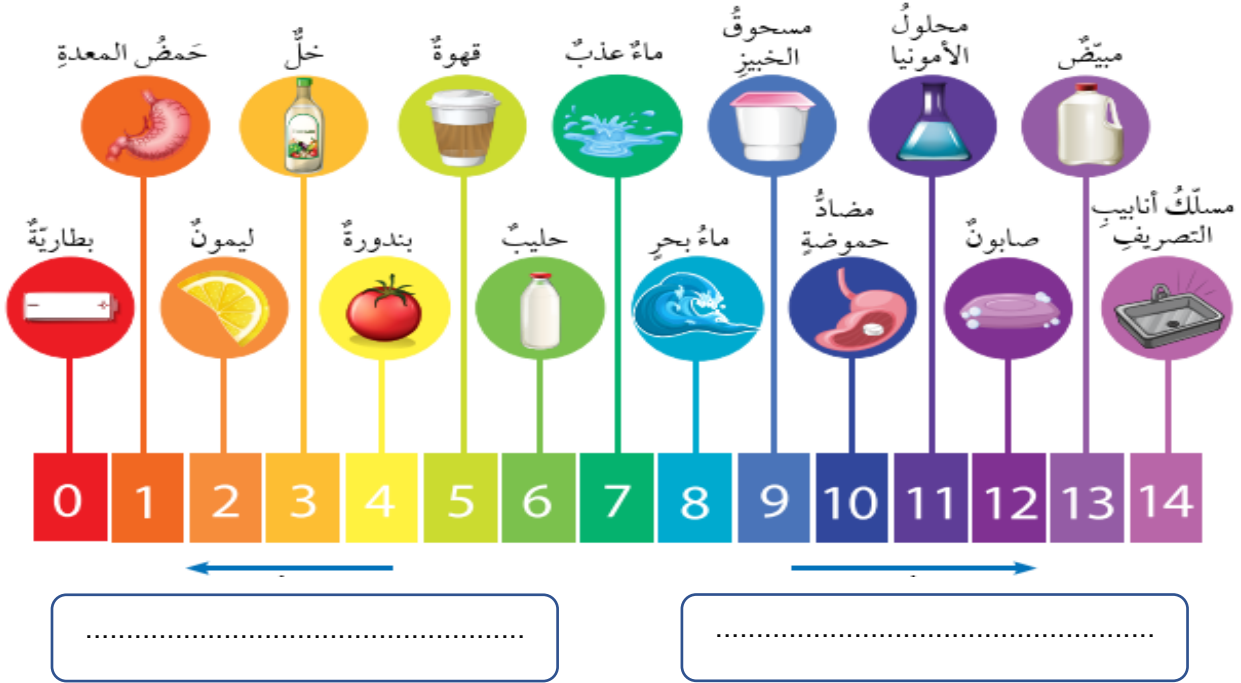 حَمضُ المعدةِ
خلٌّ
قهوةٌ
ماءٌ عذبٌ
مسحوقُ
الخبيزِ
محلولُ
الأمونيا
مبيّضٌ
بطاريّةٌ
ليمونٌ
بندورةٌ
حليبٌ
ماءُ بحرٍ
مضادُّ
حموضةٍ
صابونٌ
مسلّكُ أنابيبِ
التصريفِ
0 1 2 3 4 5 6 7 8 9 10 11 12 13 14